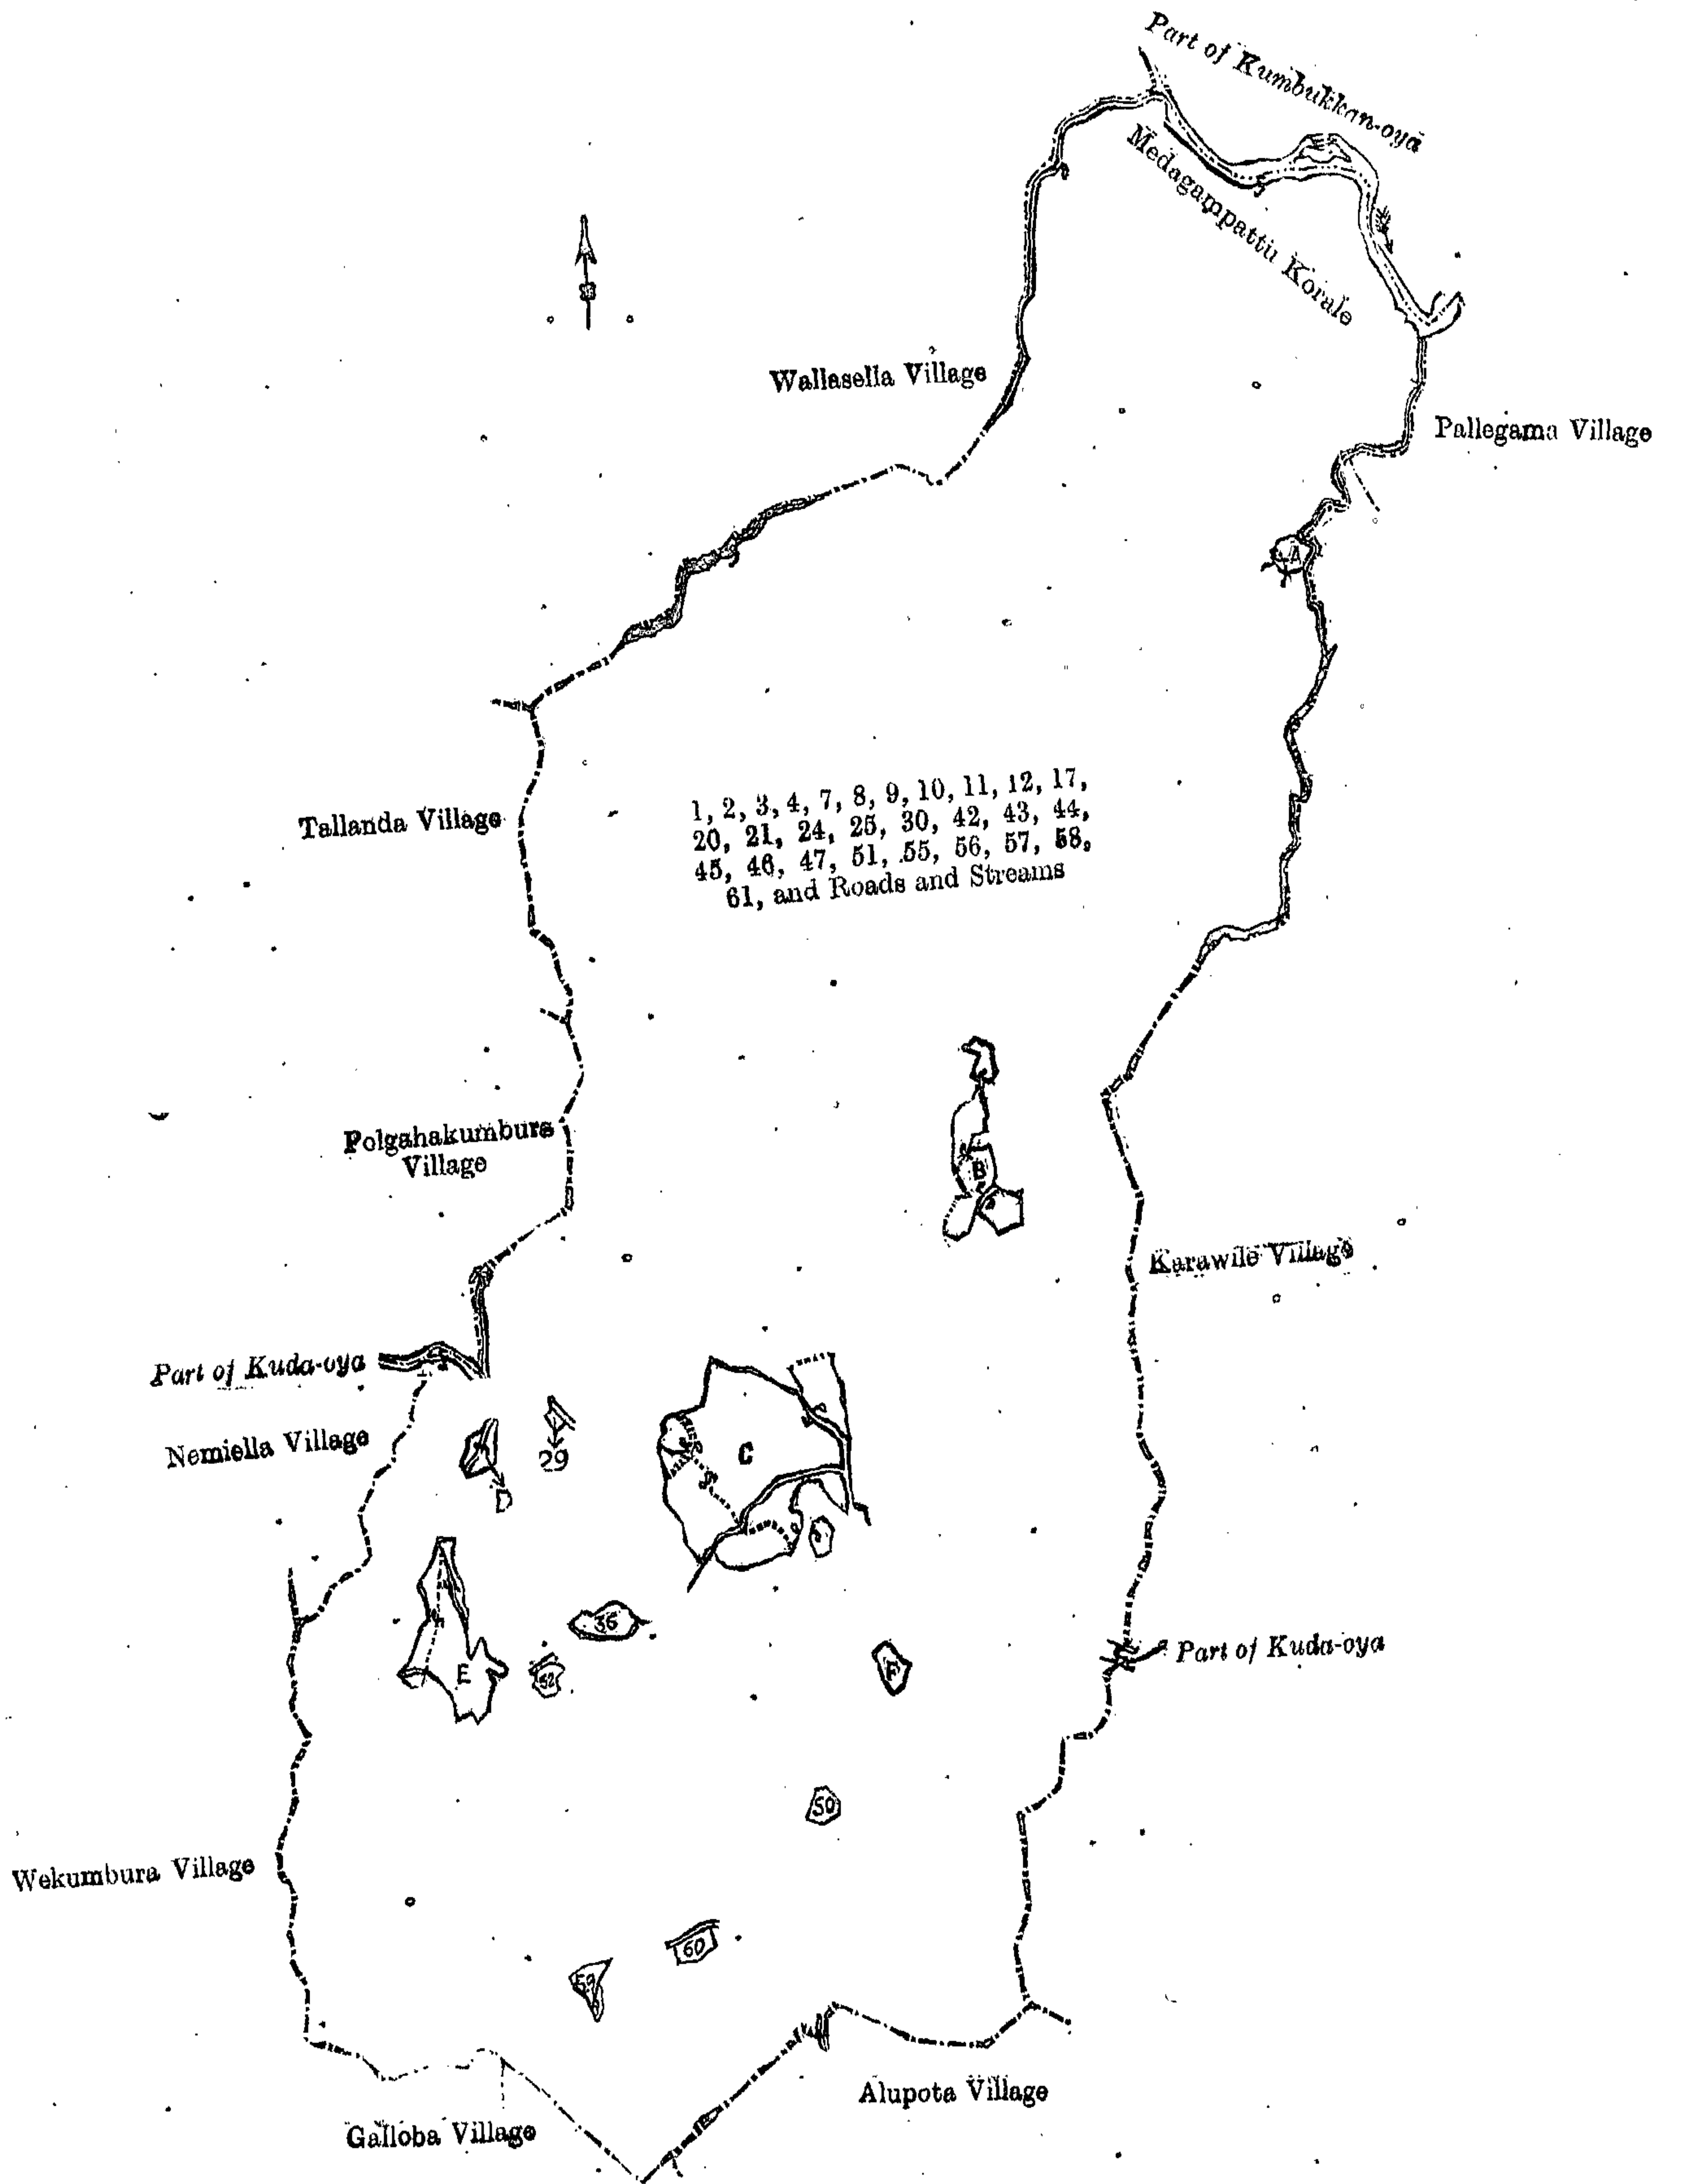 Part of Kumbukkan-oya
Medagampattu Korale
Wallasella Village
Pallegama Village
A
Tallanda Village
1, 2, 3, 4, 7, 8, 9, 10, 11, 12, 17,
20, 21, 24, 25, 30, 42, 43, 44,
45, 46, 47, 51, 55, 56, 57, 58,
61, and Roads and Streams
Polgahakumbura
Village
B
Karawile Village
Part of Kuda-oya
Nemiella Village
29
C
D
36
E
52
F
Part of Kuda-oya
50
Wekumbura Village
60
59
Alupota Village
Galloba Village